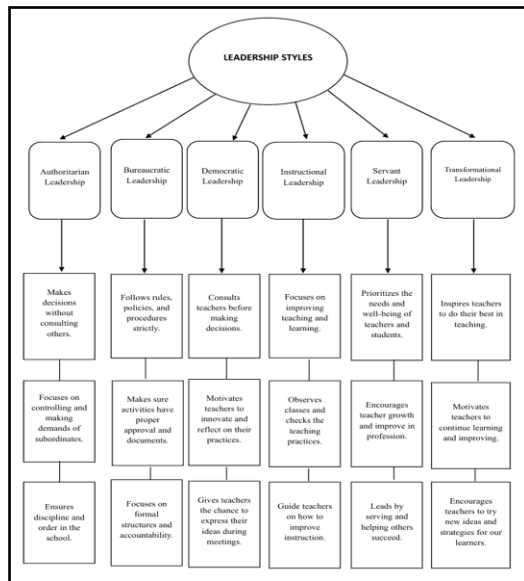 LEADERSHIP STYLES
Authoritarian
Leadership
Bureaucratic
Leadership
Democratic
Leadership
Instructional
Leadership
Servant
Leadership
Transformational
Leadership
Makes
decisions
without
consulting
others.
Follows rules,
policies, and
procedures
strictly.
Consults
teachers before
making
decisions.
Focuses on
improving
teaching and
learning.
Prioritizes the
needs and
well-being of
teachers and
students.
Inspires teachers
to do their best in
teaching.
Focuses on
controlling and
making
demands of
subordinates.
Makes sure
activities have
proper
approval and
documents.
Motivates
teachers to
innovate and
reflect on their
practices.
Observes
classes and
checks the
teaching
practices.
Encourages
teacher growth
and improve in
profession.
Motivates
teachers to
continue learning
and improving.
Ensures
discipline and
order in the
school.
Focuses on
formal
structures and
accountability.
Gives teachers
the chance to
express their
ideas during
meetings.
Guide teachers
on how to
improve
instruction.
Leads by
serving and
helping others
succeed.
Encourages
teachers to try
new ideas and
strategies for our
learners.